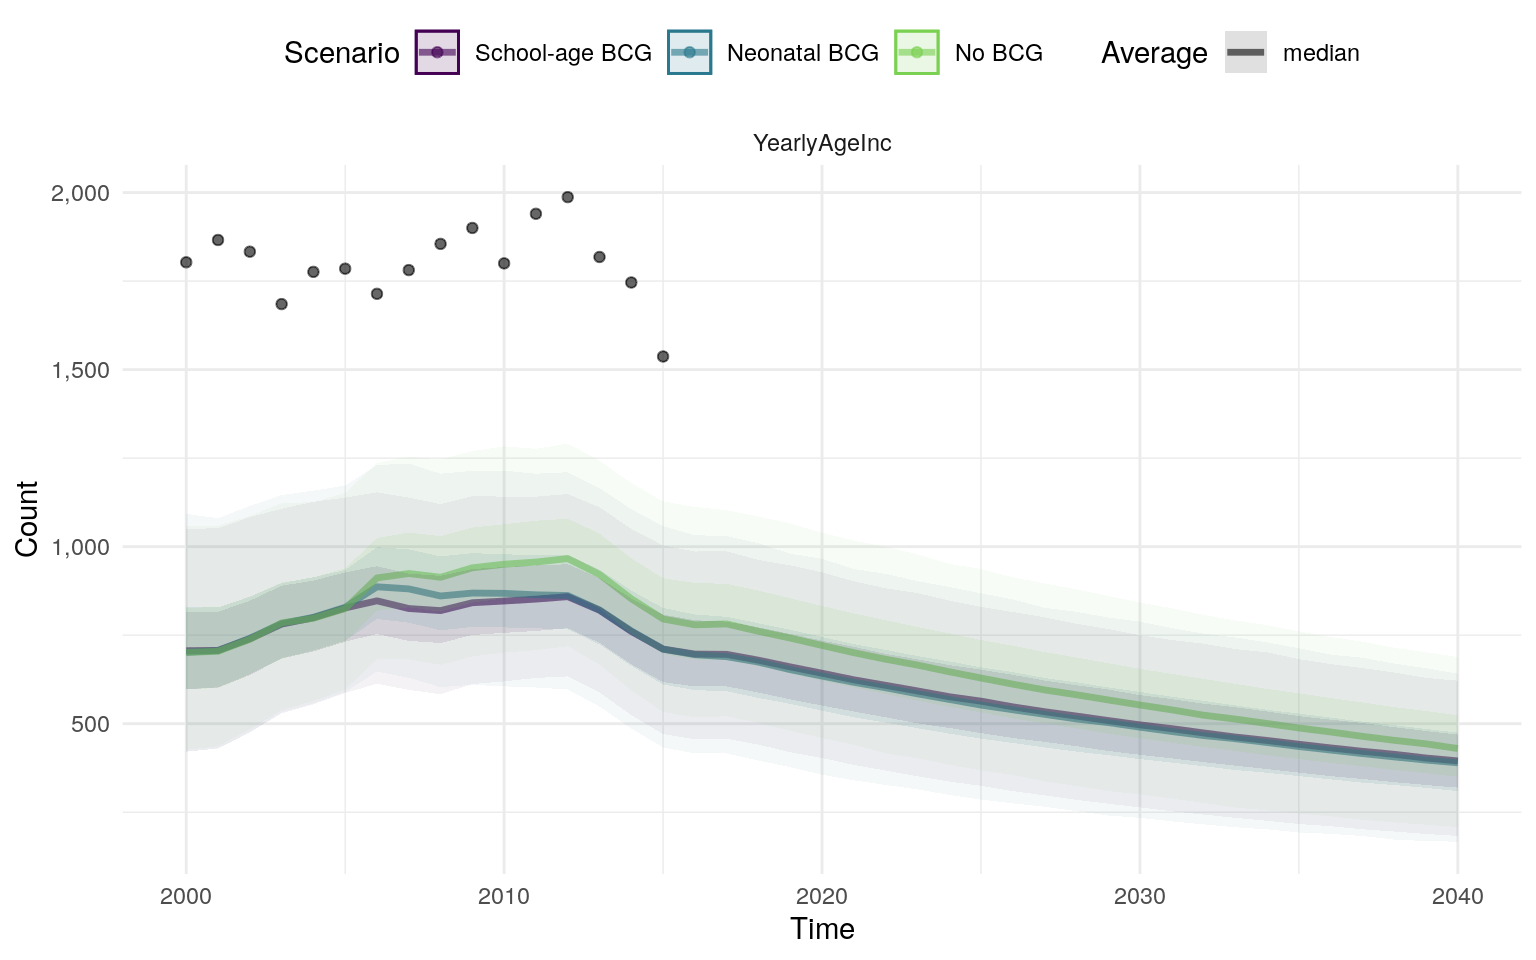 Scenario School-age BCG Neonatal BCG No BCG Average median
YearlyAgeInc
2,000
1,500
1,000
500
Count
2000 2010 2020 2030 2040
Time